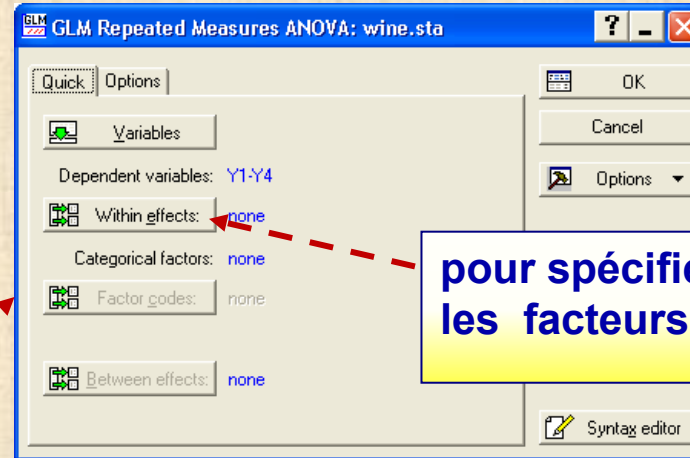 GLM
GLM Repeated Measures ANOVA: wine.sta
Quick Options
OK
Variables
Cancel
Dependent variables: Y1-Y4
Options
Within effects: none
Categorical factors: none
pour
les facteurs
Factor codes: none
Between effects: none
Syntax editor